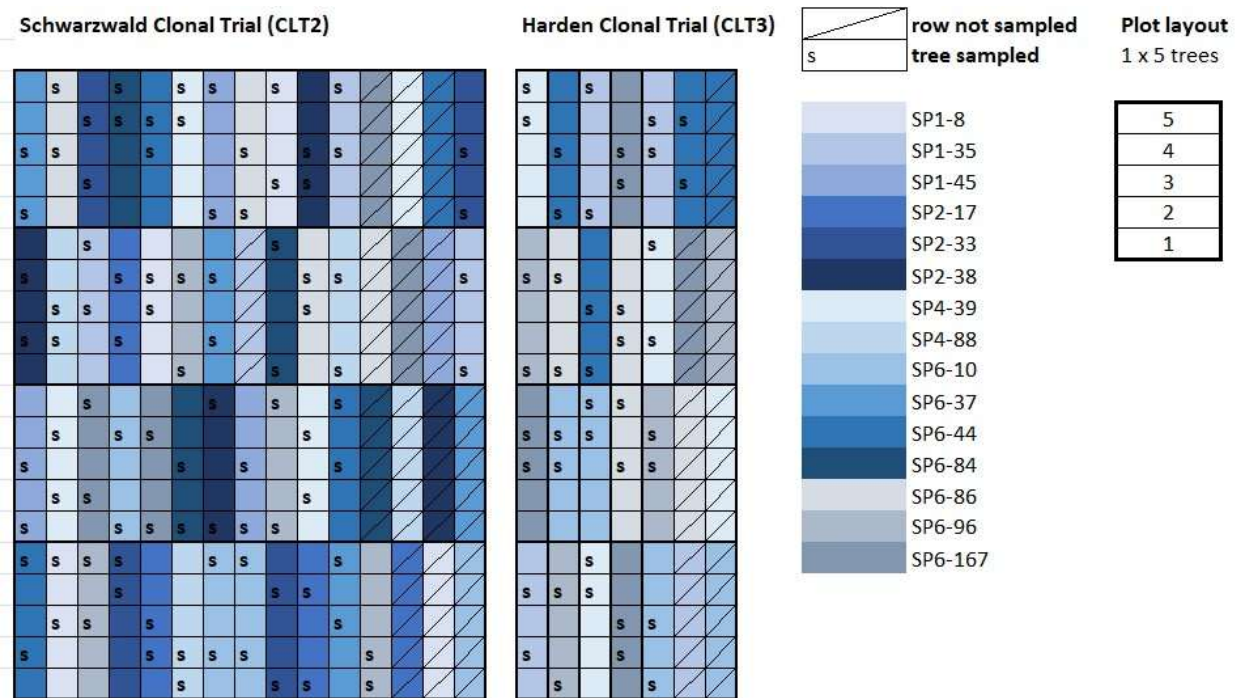 Schwarzwald Clonal Trial (CLT2)
s s s s s s
s s s s
s s s s s s s
s s s
s s s s
s s
s s s s s s s s
s s s s
s s s s
s s s s
s s s s
s s s s
s s s s
s s s
s s s s s s s
s s s s s s s
s s s
s s s s
s s s s s s
s s s s
Harden Clonal Trial (CLT3)
s s
s s s
s s s
s s
s s
s
s s
s s
s s
s s s
s s
s s s s
s s s s
s
s s s
s s
s s
s s
row not sampled
s tree sampled
SP1-8
SP1-35
SP1-45
SP2-17
SP2-33
SP2-38
SP4-39
SP4-88
SP6-10
SP6-37
SP6-44
SP6-84
SP6-86
SP6-96
SP6-167
Plot layout
1 x 5 trees
5
4
3
2
1